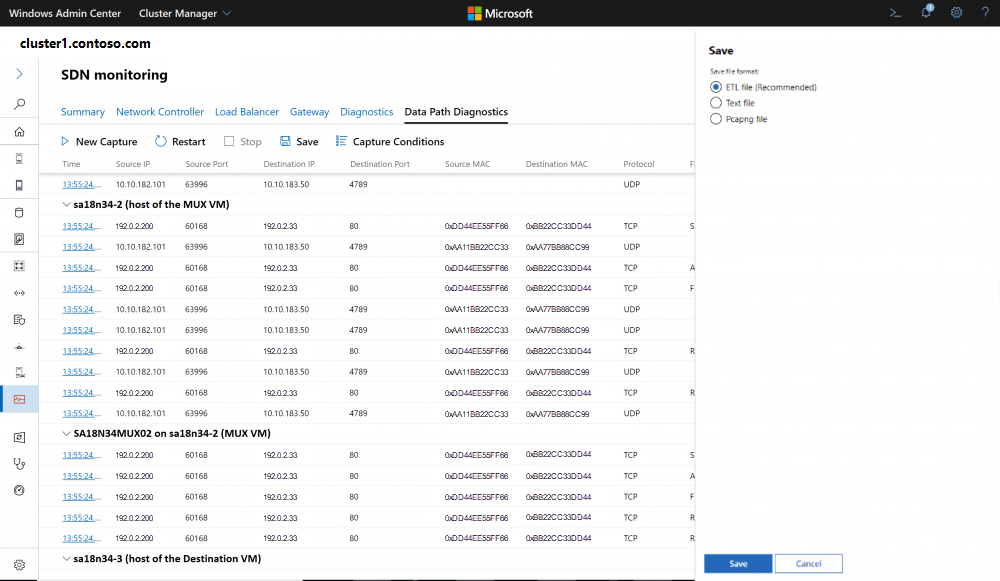 Windows Admin Center Cluster Manager Microsoft 1 ?
cluster1.contoso.com
SDN monitoring
Summary Network Controller Load Balancer Gateway Diagnostics Data Path Diagnostics
New Capture Restart Stop Save Capture Conditions
Time Source IP Source Port Destination IP Destination Port Source MAC Destination MAC Protocol F
13:55:24,... 10.10.182.101 63996 10.10.183.50 4789 UDP
sa18n34-2 (host of the MUX VM)
13:55:24,... 192.0.2.200 60168 192.0.2.33 80 0xDD44EE55FF66 0xBB22CC33DD44 TCP S
13:55:24,... 10.10.182.101 63996 10.10.183.50 4789 0xAA11BB22CC33 0xAA77BB88CC99 UDP
13:55:24,... 192.0.2.200 60168 192.0.2.33 80 0xDD44EE55FF66 0xBB22CC33DD44 TCP A
13:55:24,... 192.0.2.200 60168 192.0.2.33 80 0xDD44EE55FF66 0xBB22CC33DD44 TCP F
13:55:24,... 10.10.182.101 63996 10.10.183.50 4789 0xAA11BB22CC33 0xAA77BB88CC99 UDP
13:55:24,... 10.10.182.101 63996 10.10.183.50 4789 0xAA11BB22CC33 0xAA77BB88CC99 UDP
13:55:24,... 192.0.2.200 60168 192.0.2.33 80 0xDD44EE55FF66 0xBB22CC33DD44 TCP R
13:55:24,... 10.10.182.101 63996 10.10.183.50 4789 0xAA11BB22CC33 0xAA77BB88CC99 UDP
13:55:24,... 192.0.2.200 60168 192.0.2.33 80 0xDD44EE55FF66 0xBB22CC33DD44 TCP R
13:55:24,... 10.10.182.101 63996 10.10.183.50 4789 0xAA11BB22CC33 0xAA77BB88CC99 UDP
SA18N34MUX02 on sa18n34-2 (MUX VM)
13:55:24,... 192.0.2.200 60168 192.0.2.33 80 0xDD44EE55FF66 0xBB22CC33DD44 TCP S
13:55:24,... 192.0.2.200 60168 192.0.2.33 80 0xDD44EE55FF66 0xBB22CC33DD44 TCP A
13:55:24,... 192.0.2.200 60168 192.0.2.33 80 0xDD44EE55FF66 0xBB22CC33DD44 TCP F
13:55:24,... 192.0.2.200 60168 192.0.2.33 80 0xDD44EE55FF66 0xBB22CC33DD44 TCP R
13:55:24,... 192.0.2.200 60168 192.0.2.33 80 0xDD44EE55FF66 0xBB22CC33DD44 TCP R
sa18n34-3 (host of the Destination VM)
Save
Save file format:
ETL file (Recommended)
Text file
Pcapng file
Save Cancel